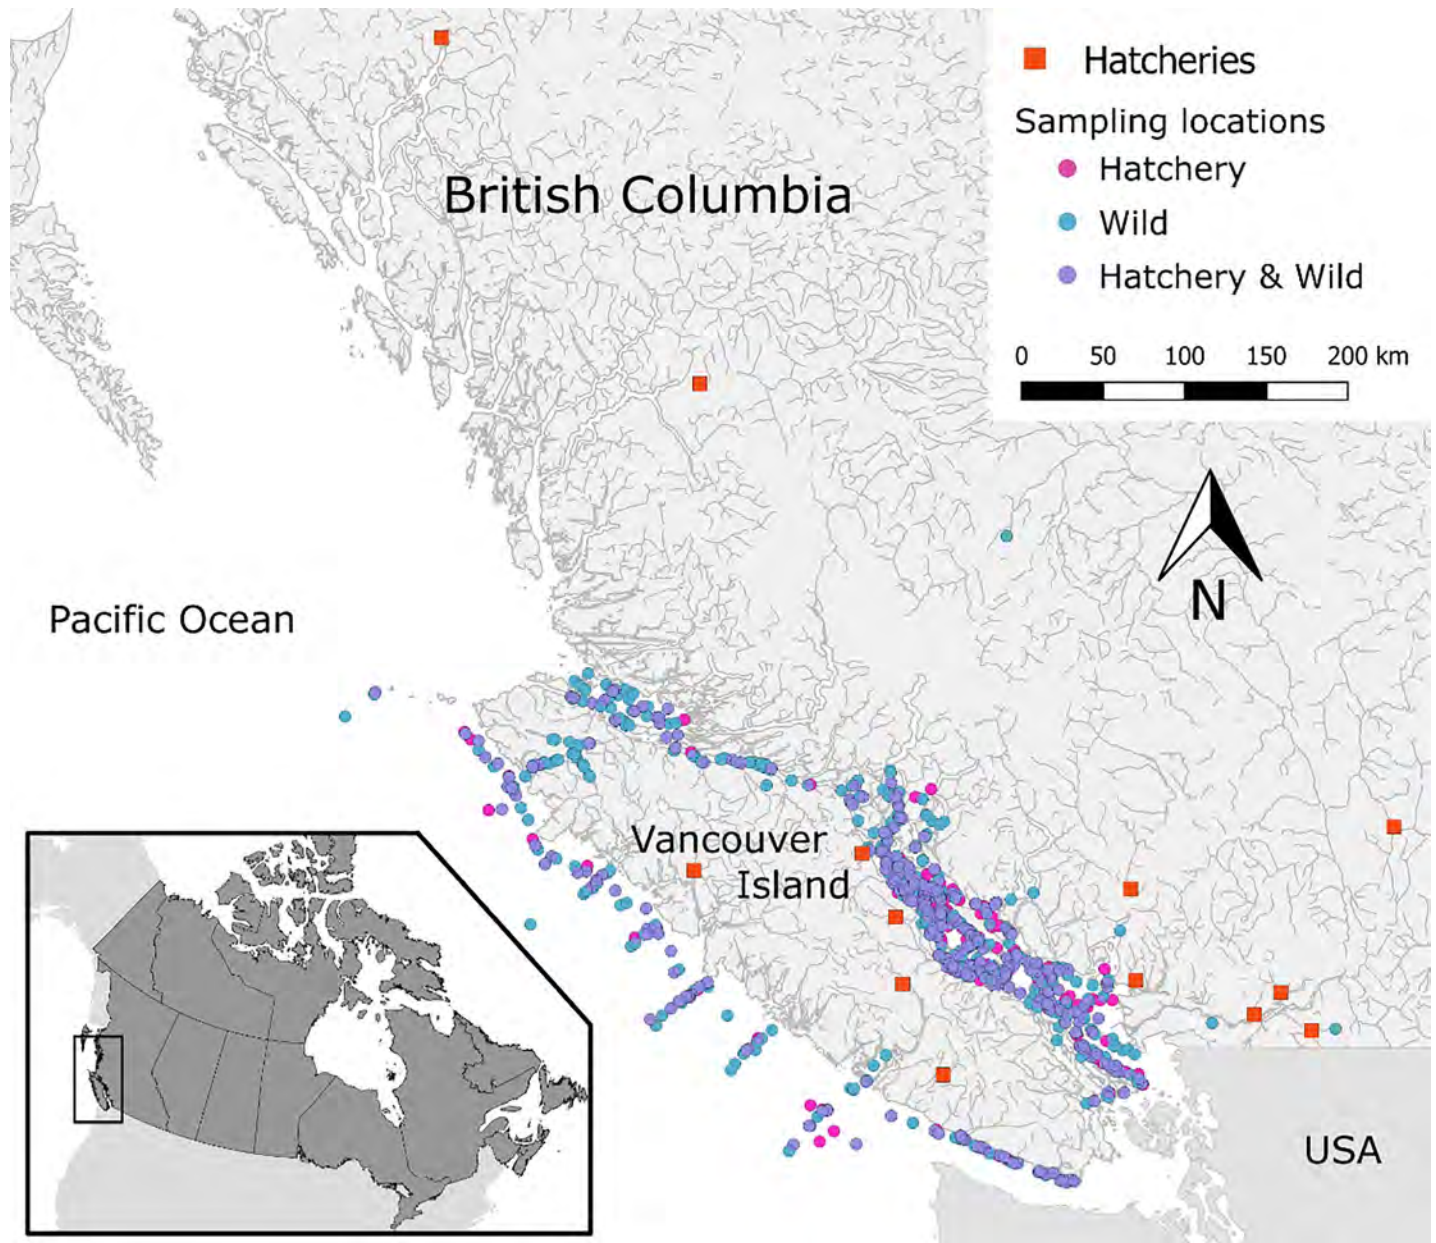 Hatcheries
Sampling locations
Hatchery
Wild
Hatchery & Wild
0 50 100 150 200 km
British Columbia
N
Pacific Ocean
Vancouver
Island
USA